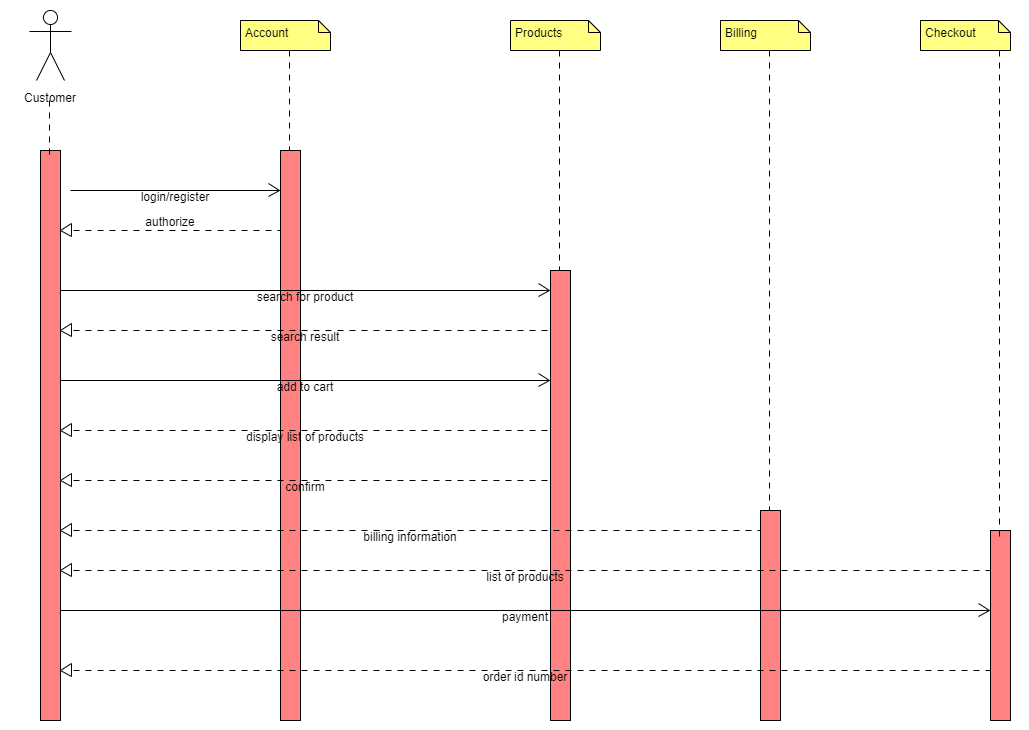 Account
Products
Billing
Checkout
Customer
login/register
authorize
search for product
search result
add to cart
display list of products
confirm
billing information
list of products
payment
order id number